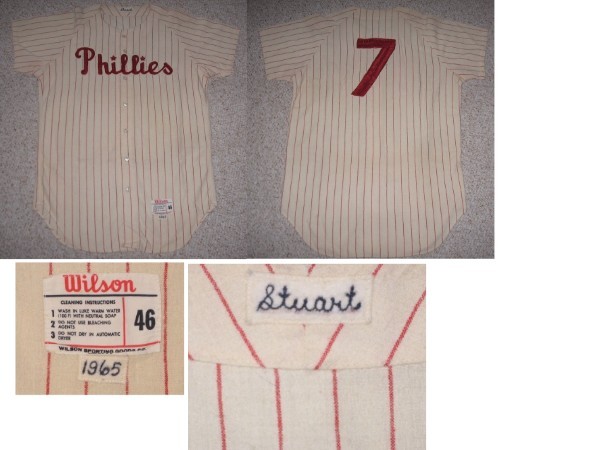 Phillies
7
Wilson
CLEANING INSTRUCTIONS
1 WASH IN LUKE WARM WATER
(100 F) WITH NEUTRAL SOAP
2 DO NOT USE BLEACHING
AGENTS
3 DO NOT DRY IN AUTOMATIC
DRYER
46
WILSON SPORTING GOODS CO.
1965
Stuart